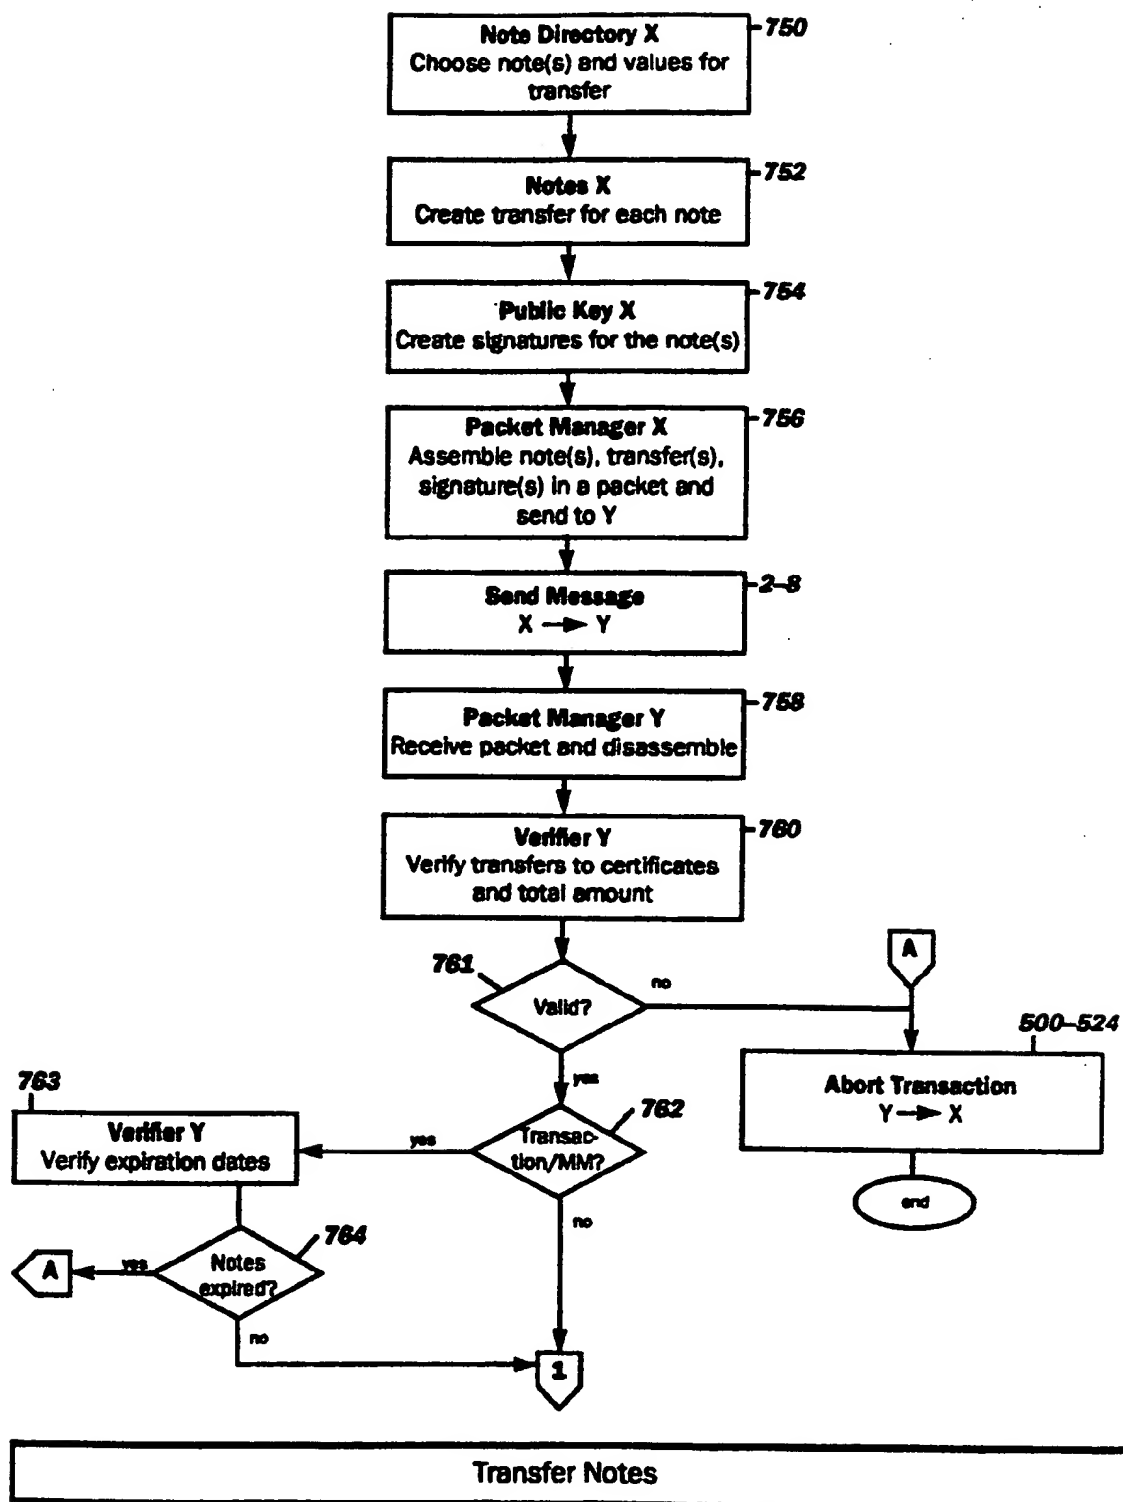 Note Directory X
750
Choose note(s) and values for
transfer
Notes X
752
Create transfer for each note
Public Key X
754
Create signatures for the note(s)
Packet Manager X
756
Assemble note(s), transfer(s),
signature(s) in a packet and
send to Y
Send Message
2-8
X Y
Packet Manager Y
758
Receive packet and disassemble
Verifier Y
760
Verify transfers to certificates
and total amount
761
Valid?
no
A
500-524
yes
Abort Transaction
Y X
end
763
Verifier Y
Verify expiration dates
yes
762
Transac-
tion/MM?
no
764
Notes
expired?
yes
A
no
1
Transfer Notes